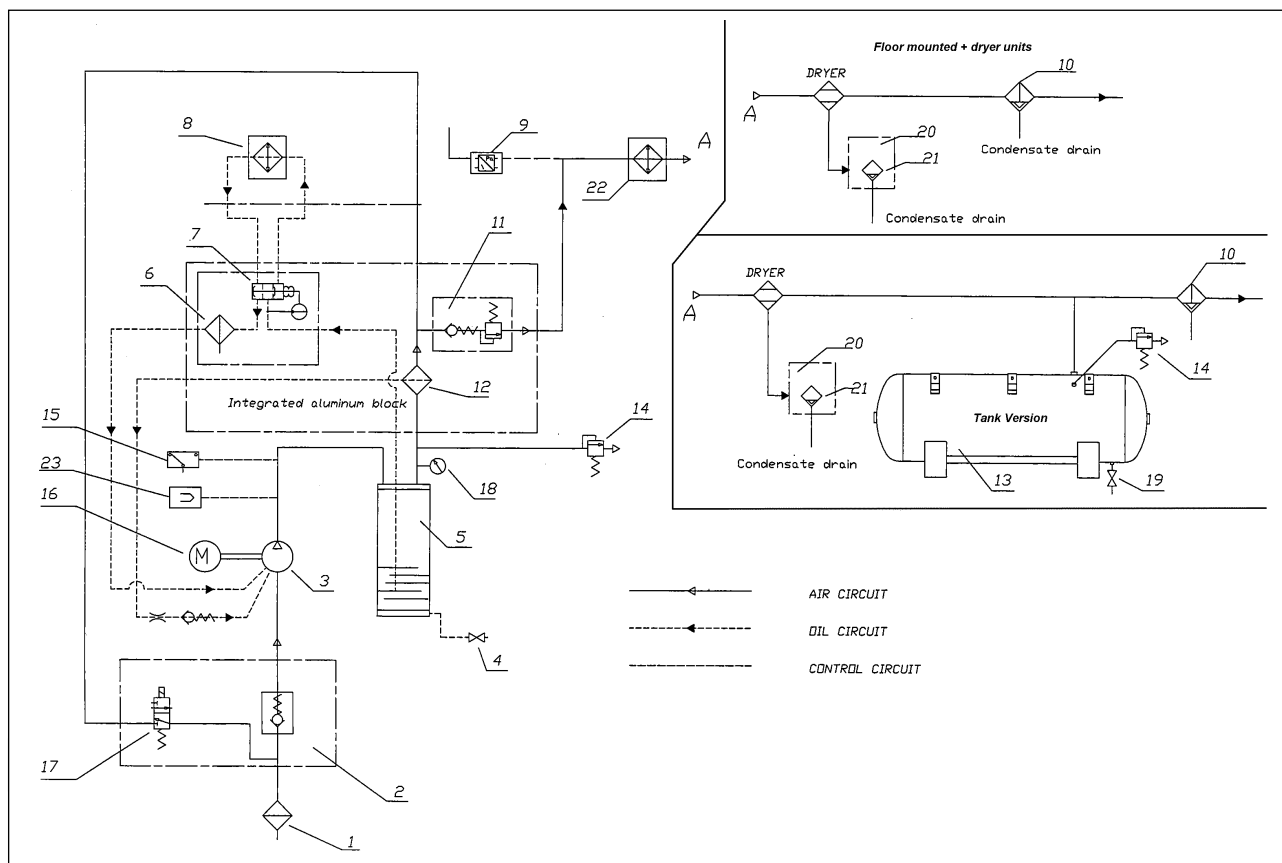 Floor mounted + dryer units
DRYER
10
A
20
21
Condensate drain
Condensate drain
8
9
A
22
7
11
6
12
Integrated aluminum block
15
14
23
18
16
M
5
3
4
17
2
1
DRYER
10
A
20
14
21
Tank Version
Condensate drain
13
19
AIR CIRCUIT
OIL CIRCUIT
CONTROL CIRCUIT